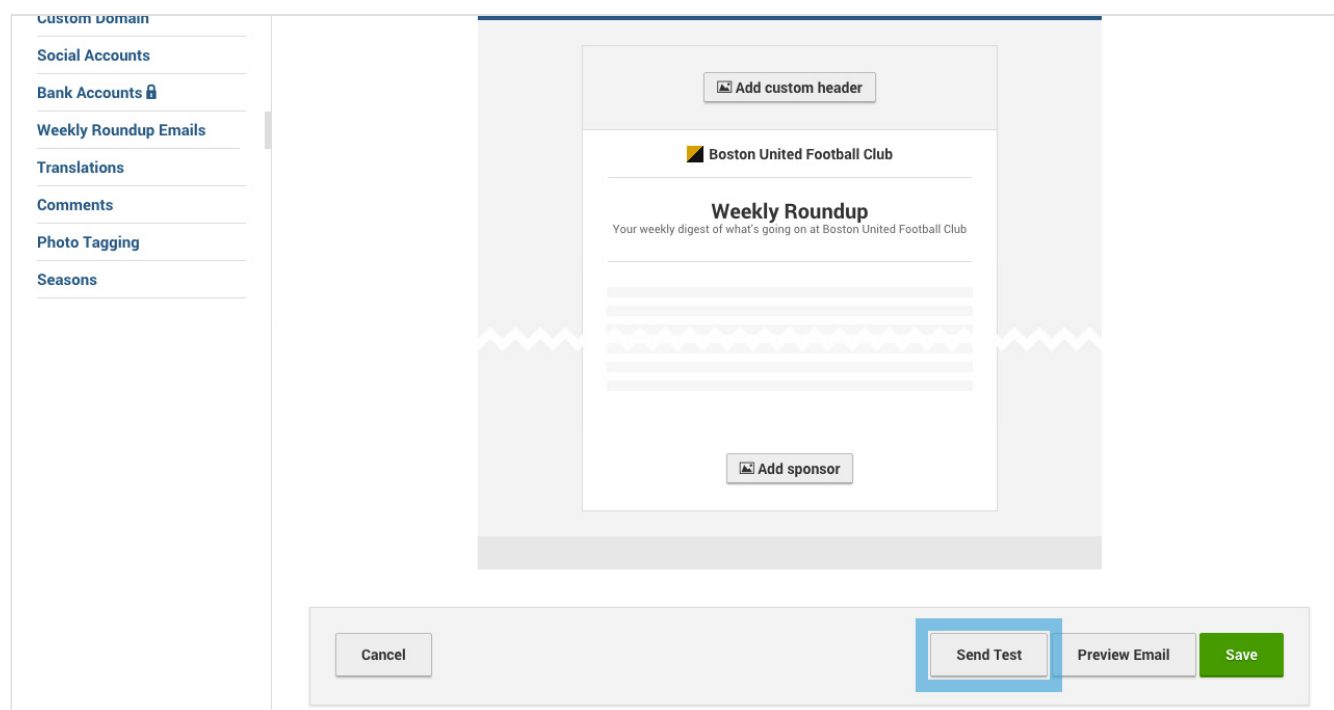 Custom Domain
Social Accounts
Bank Accounts
Weekly Roundup Emails
Translations
Comments
Photo Tagging
Seasons
Add custom header
Boston United Football Club
Weekly Roundup
Your weekly digest of what's going on at Boston United Football Club
Add sponsor
Cancel
Send Test
Preview Email
Save